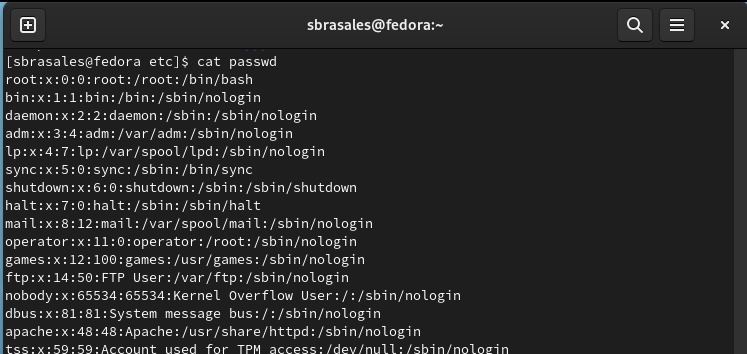 sbrasales@fedora:~
[sbrasales@fedora etc]$ cat passwd
root:x:0:0:root:/root:/bin/bash
bin:x:1:1:bin:/bin:/sbin/nologin
daemon:x:2:2:daemon:/sbin:/sbin/nologin
adm:x:3:4:adm:/var/adm:/sbin/nologin
lp:x:4:7:lp:/var/spool/lpd:/sbin/nologin
sync:x:5:0:sync:/sbin:/bin/sync
shutdown:x:6:0:shutdown:/sbin:/sbin/shutdown
halt:x:7:0:halt:/sbin:/sbin/halt
mail:x:8:12:mail:/var/spool/mail:/sbin/nologin
operator:x:11:0:operator:/root:/sbin/nologin
games:x:12:100:games:/usr/games:/sbin/nologin
ftp:x:14:50:FTP User:/var/ftp:/sbin/nologin
nobody:x:65534:65534:Kernel Overflow User:/:/sbin/nologin
dbus:x:81:81:System message bus:/:/sbin/nologin
apache:x:48:48:Apache:/usr/share/httpd:/sbin/nologin
tss:x:59:59:Account used for TPM access:/dev/null:/sbin/nologin